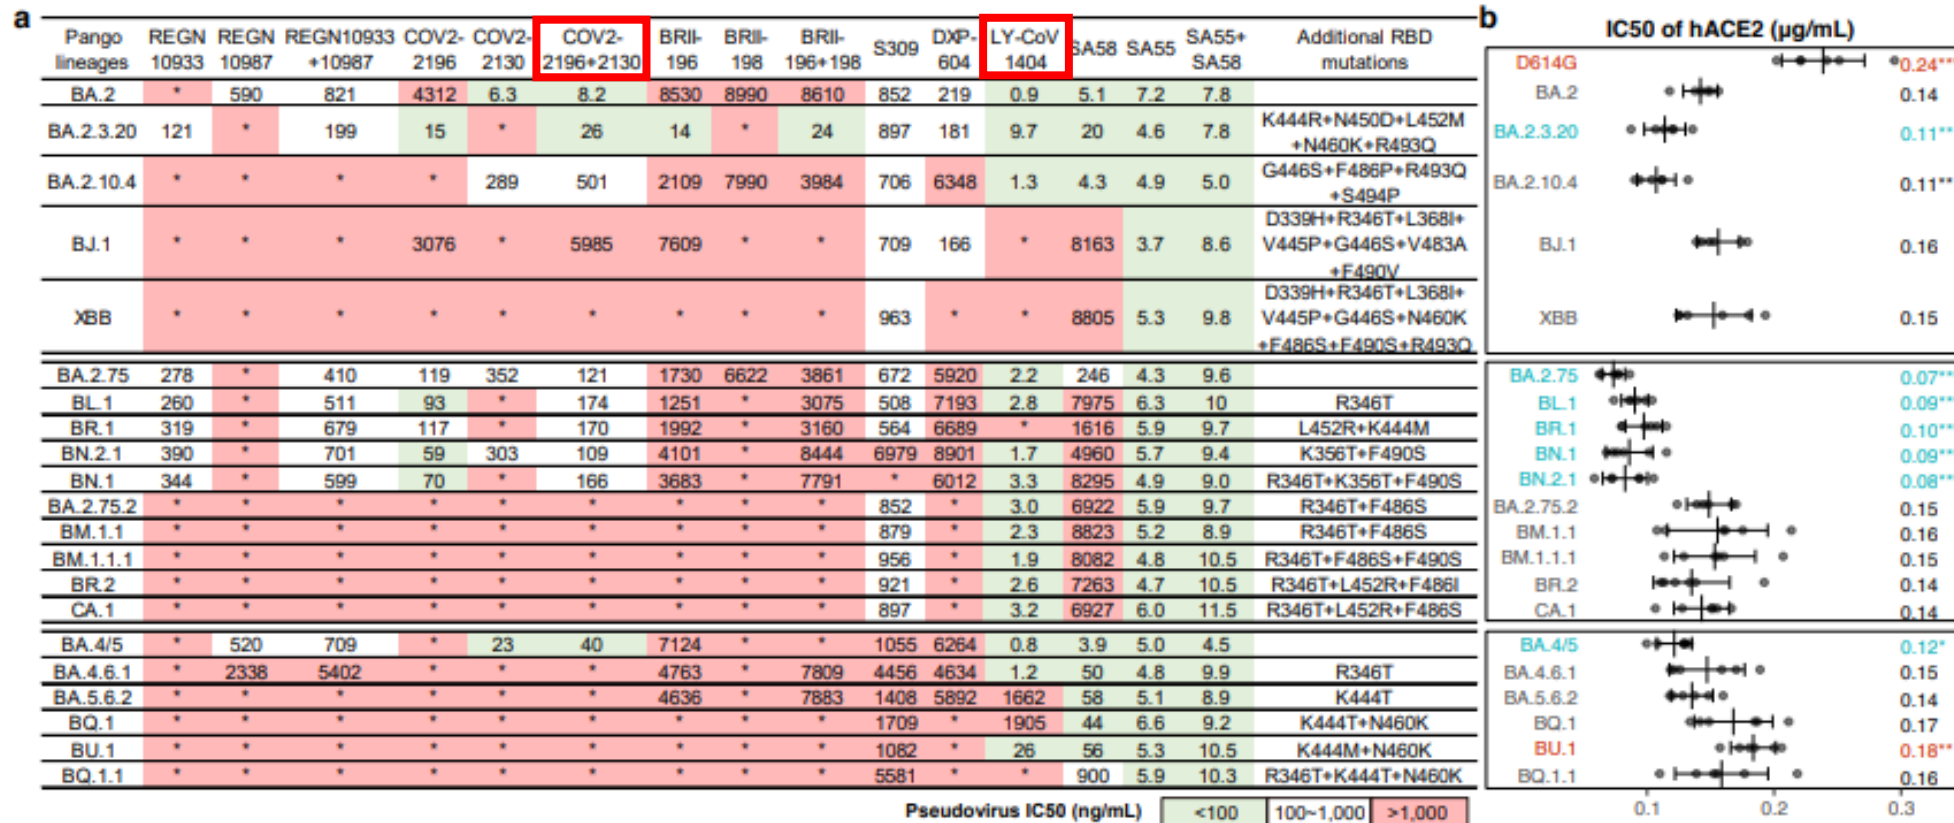 a
Pango lineages REGN 10933 REGN 10987 REGN10933 +10987 COV2- 2196 COV2- 2130 COV2- 2196+2130 BRII- 196 BRII- 198 BRII- 196+198 S309 DXP- 604 LY-CoV 1404 SA58 SA55 SA55+ SA58 Additional RBD mutations
BA.2 * 590 821 4312 6.3 8.2 8530 8990 8610 852 219 0.9 5.1 7.2 7.8
BA.2.3.20 121 * 199 15 * 26 14 * 24 897 181 9.7 20 4.6 7.8 K444R+N450D+L452M +N460K+R493Q
BA.2.10.4 * * * * 289 501 2109 7990 3984 706 6348 1.3 4.3 4.9 5.0 G446S+F486P+R493Q +S494P
BJ.1 * * * 3076 * 5985 7609 * * 709 166 * 8163 3.7 8.6 D339H+R346T+L368I+ V445P+G446S+V483A +F490V
XBB * * * * * * * * * 963 * * 8805 5.3 9.8 D339H+R346T+L368I+ V445P+G446S+N460K +F486S+F490S+R493Q
BA.2.75 278 * 410 119 352 121 1730 6622 3861 672 5920 2.2 246 4.3 9.6
BL.1 260 * 511 93 * 174 1251 * 3075 508 7193 2.8 7975 6.3 10 R346T
BR.1 319 * 679 117 * 170 1992 * 3160 564 6689 * 1616 5.9 9.7 L452R+K444M
BN.2.1 390 * 701 59 303 109 4101 * 8444 6979 8901 1.7 4960 5.7 9.4 K356T+F490S
BN.1 344 * 599 70 * 166 3683 * 7791 * 6012 3.3 8295 4.9 9.0 R346T+K356T+F490S
BA.2.75.2 * * * * * * * * * 852 * 3.0 6922 5.9 9.7 R346T+F486S
BM.1.1 * * * * * * * * * 879 * 2.3 8823 5.2 8.9 R346T+F486S
BM.1.1.1 * * * * * * * * * 956 * 1.9 8082 4.8 10.5 R346T+F486S+F490S
BR.2 * * * * * * * * * 921 * 2.6 7263 4.7 10.5 R346T+L452R+F486I
CA.1 * * * * * * * * * 897 * 3.2 6927 6.0 11.5 R346T+L452R+F486S
BA.4/5 * 520 709 * 23 40 7124 * * 1055 6264 0.8 3.9 5.0 4.5
BA.4.6.1 * 2338 5402 * * * 4763 * 7809 4456 4634 1.2 50 4.8 9.9 R346T
BA.5.6.2 * * * * * * 4636 * 7883 1408 5892 1662 58 5.1 8.9 K444T
BQ.1 * * * * * * * * * 1709 * 1905 44 6.6 9.2 K444T+N460K
BU.1 * * * * * * * * * 1082 * 26 56 5.3 10.5 K444M+N460K
BQ.1.1 * * * * * * * * * 5581 * * 900 5.9 10.3 R346T+K444T+N460K
Pseudovirus IC50 (ng/mL) <100 100~1,000 >1,000
b
IC50 of hACE2 (µg/mL)
D614G 0.24**
BA.2 0.14
BA.2.3.20 0.11**
BA.2.10.4 0.11**
BJ.1 0.16
XBB 0.15
BA.2.75 0.07**
BL.1 0.09**
BR.1 0.10**
BN.1 0.09**
BN.2.1 0.08**
BA.2.75.2 0.15
BM.1.1 0.16
BM.1.1.1 0.15
BR.2 0.14
CA.1 0.14
BA.4/5 0.12*
BA.4.6.1 0.15
BA.5.6.2 0.14
BQ.1 0.17
BU.1 0.18**
BQ.1.1 0.16
0.1 0.2 0.3